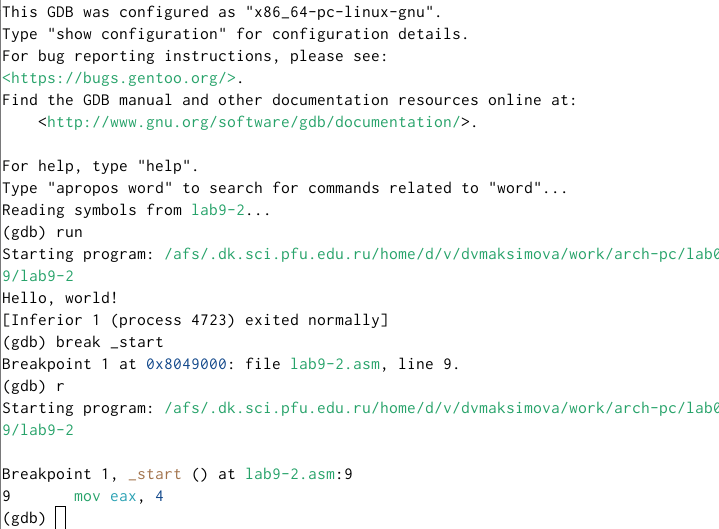 This GDB was configured as "x86_64-pc-linux-gnu".
Type "show configuration" for configuration details.
For bug reporting instructions, please see:
<https://bugs.gentoo.org/>.
Find the GDB manual and other documentation resources online at:
    <http://www.gnu.org/software/gdb/documentation/>.

For help, type "help".
Type "apropos word" to search for commands related to "word"...
Reading symbols from lab9-2...
(gdb) run
Starting program: /afs/.dk.sci.pfu.edu.ru/home/d/v/dvmaksimova/work/arch-pc/lab0
9/lab9-2
Hello, world!
[Inferior 1 (process 4723) exited normally]
(gdb) break _start
Breakpoint 1 at 0x8049000: file lab9-2.asm, line 9.
(gdb) r
Starting program: /afs/.dk.sci.pfu.edu.ru/home/d/v/dvmaksimova/work/arch-pc/lab0
9/lab9-2

Breakpoint 1, _start () at lab9-2.asm:9
9       mov eax, 4
(gdb)